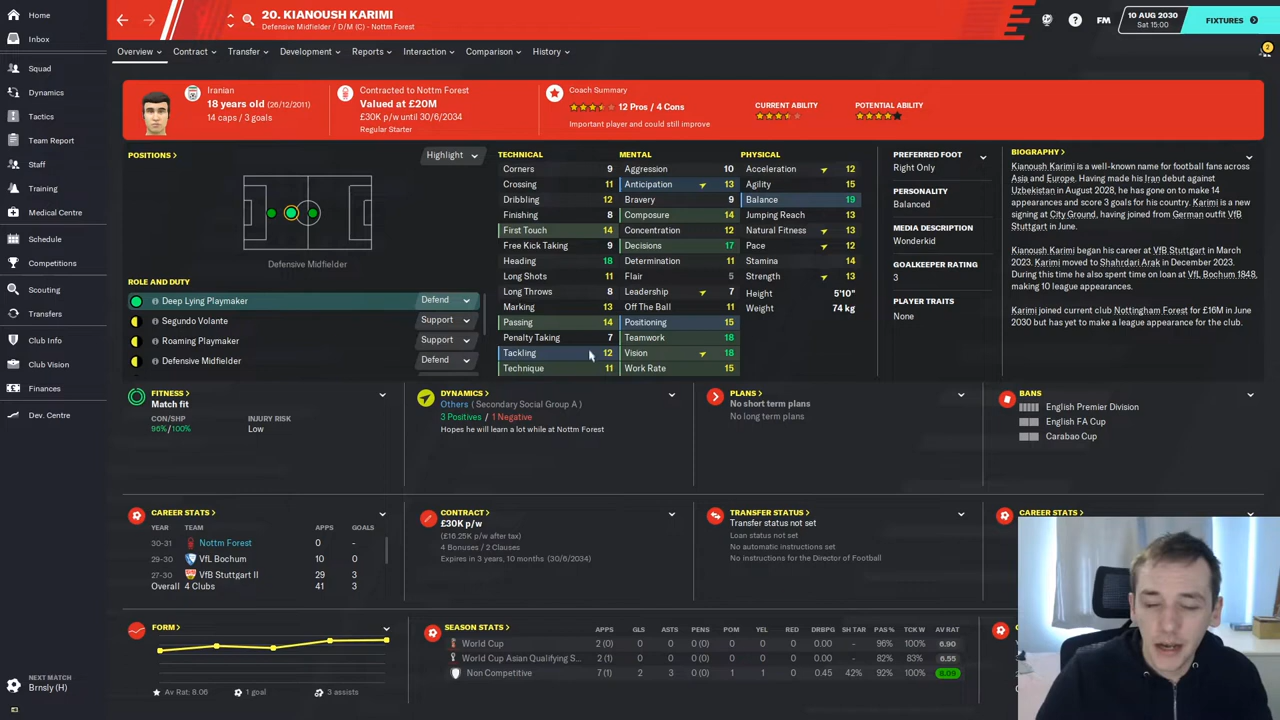 20. KIANOUSH KARIMI
Defensive Midfielder / D/M (C) - Nottm Forest
FM
10 AUG 2030
Sat 15:00
FIXTURES
2
Home
Inbox
Squad
Dynamics
Tactics
Team Report
Staff
Training
Medical Centre
Schedule
Competitions
Scouting
Transfers
Club Info
Board
Finances
Dev. Centre
NEXT MATCH
Brnsly (H)
Overview
Contract
Transfer
Development
Reports
Interaction
Comparison
History
Iranian
18 years old (26/12/2011)
14 caps / 3 goals
Contracted to Nottm Forest
Valued at £20M
£30K p/w until 30/6/2034
Regular Starter
Coach Summary
12 Pros / 4 Cons
Important player and could still improve
CURRENT ABILITY
POTENTIAL ABILITY
POSITIONS >
Highlight
Defensive Midfielder
ROLE AND DUTY
Deep Lying Playmaker Defend
Segundo Volante Support
Roaming Playmaker Support
Defensive Midfielder Defend
TECHNICAL
Corners 9
Crossing 11
Dribbling 12
Finishing 8
First Touch 14
Free Kick Taking 9
Heading 18
Long Shots 11
Long Throws 8
Marking 13
Passing 14
Penalty Taking 7
Tackling 12
Technique 11
MENTAL
Aggression 10
Anticipation 13
Bravery 9
Composure 14
Concentration 12
Decisions 17
Determination 11
Flair 5
Leadership 7
Off The Ball 11
Positioning 15
Teamwork 18
Vision 18
Work Rate 15
PHYSICAL
Acceleration 12
Agility 15
Balance 19
Jumping Reach 13
Natural Fitness 13
Pace 12
Stamina 14
Strength 13
Height 5'10"
Weight 74 kg
PREFERRED FOOT
Right Only
PERSONALITY
Balanced
MEDIA DESCRIPTION
Wonderkid
GOALKEEPER RATING
3
PLAYER TRAITS
None
BIOGRAPHY >
Kianoush Karimi is a well-known name for football fans across
Asia and Europe. Having made his Iran debut against
Uzbekistan in August 2028, he has gone on to make 14
appearances and score 3 goals for his country. Karimi is a new
signing at City Ground, having joined from German outfit VfB
Stuttgart in June.
Karimi began his career at VfB Stuttgart in March
2023. Karimi moved to Shahrdari Arak in December 2023.
During this time he also spent time on loan at VfL Bochum 1848,
making 10 league appearances.
Karimi joined current club Nottingham Forest for £16M in June
2030 but has yet to make a league appearance for the club.
FITNESS >
Match fit
CON/SHP
96%/100%
INJURY RISK
Low
DYNAMICS >
Others ( Secondary Social Group A )
3 Positives / 1 Negative
Hopes he will learn a lot while at Nottm Forest
PLANS >
No short term plans
No long term plans
BANS
English Premier Division
English FA Cup
Carabao Cup
CAREER STATS >
YEAR TEAM APPS GOALS
30-31 Nottm Forest 0 -
29-30 VfL Bochum 10 0
27-30 VfB Stuttgart II 29 3
Overall 4 Clubs 41 3
CONTRACT >
£30K p/w
(£16.25K p/w after tax)
4 Bonuses / 2 Clauses
Expires in 3 years, 10 months (30/6/2034)
TRANSFER STATUS >
Transfer status not set
Loan status not set
No automatic instructions set
No instructions for the Director of Football
CAREER STATS >
FORM >
Av Rat: 8.06
1 goal
3 assists
SEASON STATS >
APPS GLS ASTS PENS POM YEL RED DRBPG SH TAR PAS % TCK W AV RAT
World Cup 2 (0) 0 0 0 (0) 0 0 0 0.00 - 96% 100% 6.90
World Cup Asian Qualifying S... 2 (1) 0 0 0 (0) 0 0 0 0.00 - 82% 83% 6.55
Non Competitive 7 (1) 2 3 0 (0) 1 1 0 0.45 42% 92% 100% 8.09